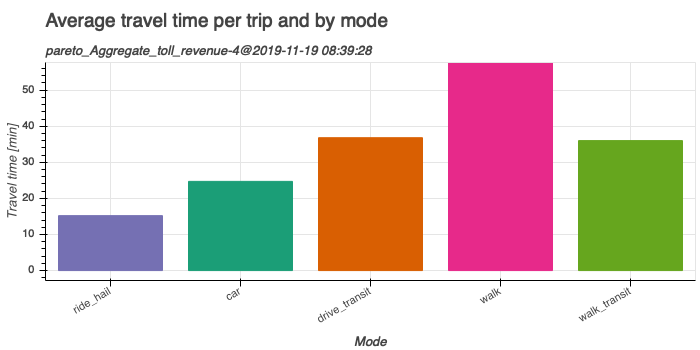 Average travel time per trip and by mode
pareto_Aggregate_toll_revenue-4@2019-11-19 08:39:28
Travel time [min]
50
40
30
20
10
0
ride_hail
car
drive_transit
walk
walk_transit
Mode